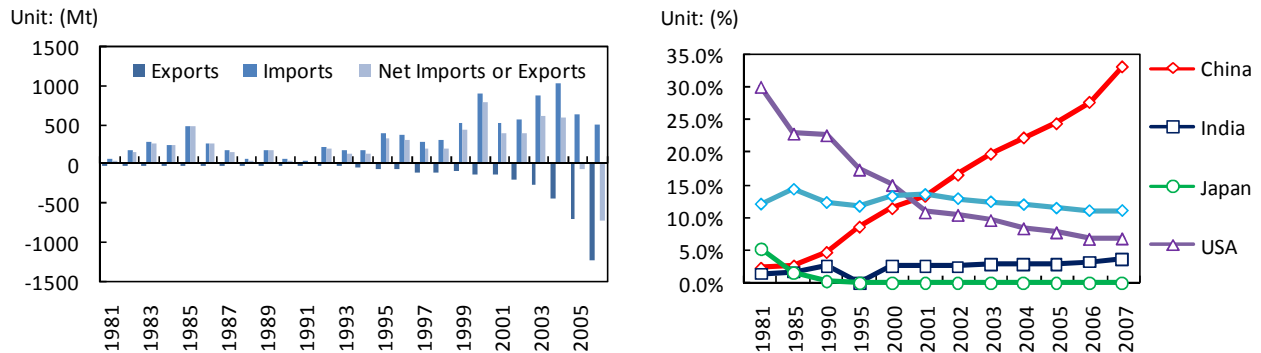 Unit: (Mt)
1500
1000
500
0
-500
-1000
-1500
Exports Imports Net Imports or Exports
1981 1983 1985 1987 1989 1991 1993 1995 1997 1999 2001 2003 2005
Unit: (%)
35.0%
30.0%
25.0%
20.0%
15.0%
10.0%
5.0%
0.0%
1981 1985 1990 1995 2000 2001 2002 2003 2004 2005 2006 2007
China
India
Japan
USA